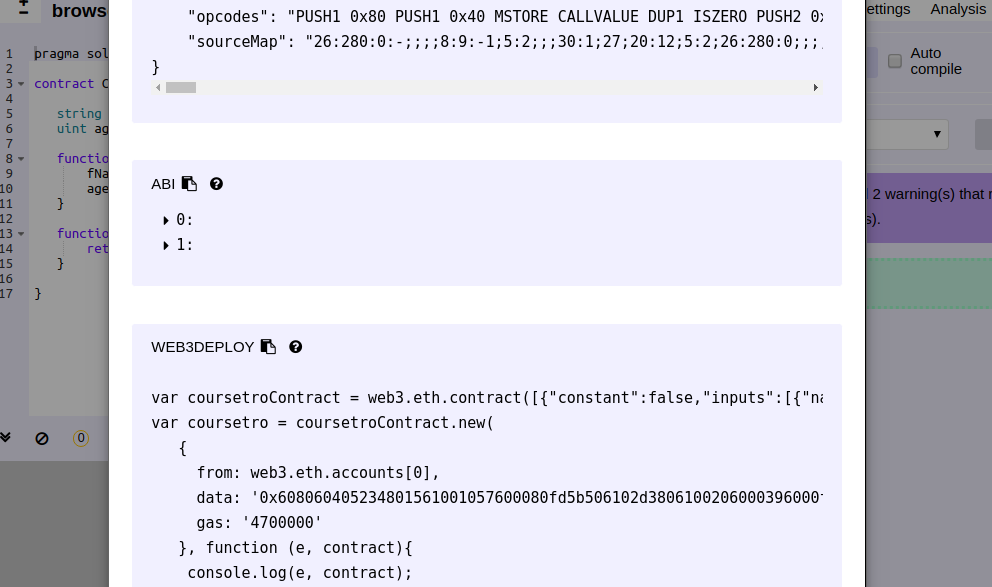 brows
ettings Analysis
"opcodes": "PUSH1 0x80 PUSH1 0x40 MSTORE CALLVALUE DUP1 ISZERO PUSH2 0x
"sourceMap": "26:280:0:-;;;;8:9:-1;5:2;;;30:1;27;20:12;5:2;26:280:0;;;;
}
Auto
compile
1 pragma sol
2
3 contract C
4
5 string
6 uint ag
7
8 functio
9 fNa
10 age
11 }
12
13 functio
14 ret
15 }
16
17 }
ABI
0:
1:
2 warning(s) that
s).
WEB3DEPLOY
var coursetroContract = web3.eth.contract([{"constant":false,"inputs":[{"na
var coursetro = coursetroContract.new(
{
from: web3.eth.accounts[0],
data: '0x608060405234801561001057600080fd5b506102d3806100206000396000f
gas: '4700000'
}, function (e, contract){
console.log(e, contract);
0